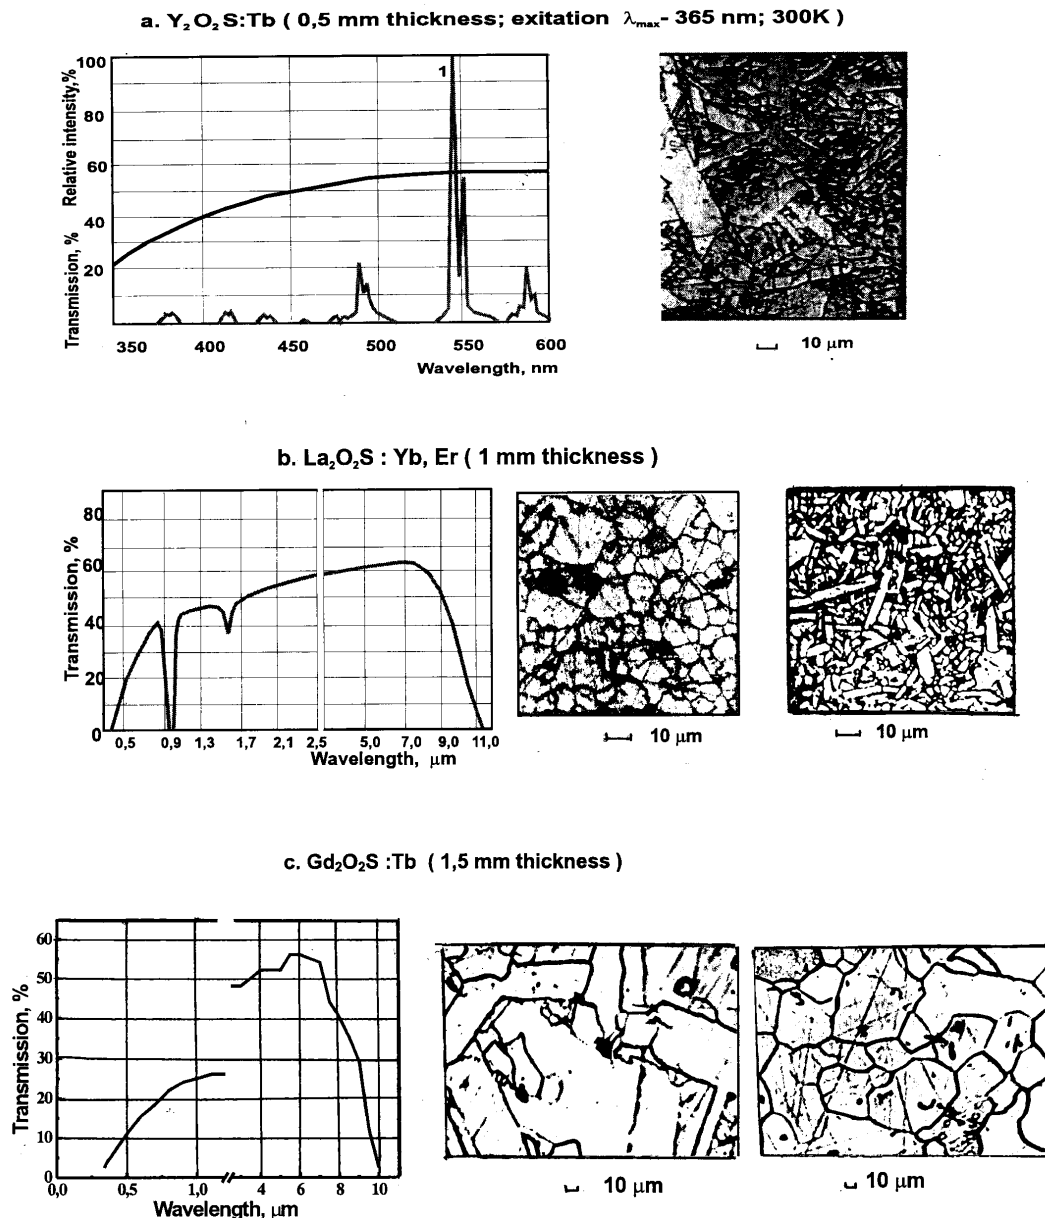 a. Y₂O₂S:Tb ( 0,5 mm thickness; exitation λmax- 365 nm; 300K )
Transmission, % Relative intensity,%
100
80
60
40
20
1
350 400 450 500 550 600
Wavelength, nm
10 μm
b. La₂O₂S : Yb, Er ( 1 mm thickness )
Transmission, %
80
60
40
20
0
0,5 0,9 1,3 1,7 2,1 2,5 5,0 7,0 9,0 11,0
Wavelength, μm
10 μm
10 μm
c. Gd₂O₂S :Tb ( 1,5 mm thickness )
Transmission, %
60
50
40
30
20
10
0
0,0 0,5 1,0 4 6 8 10
Wavelength, μm
10 μm
10 μm